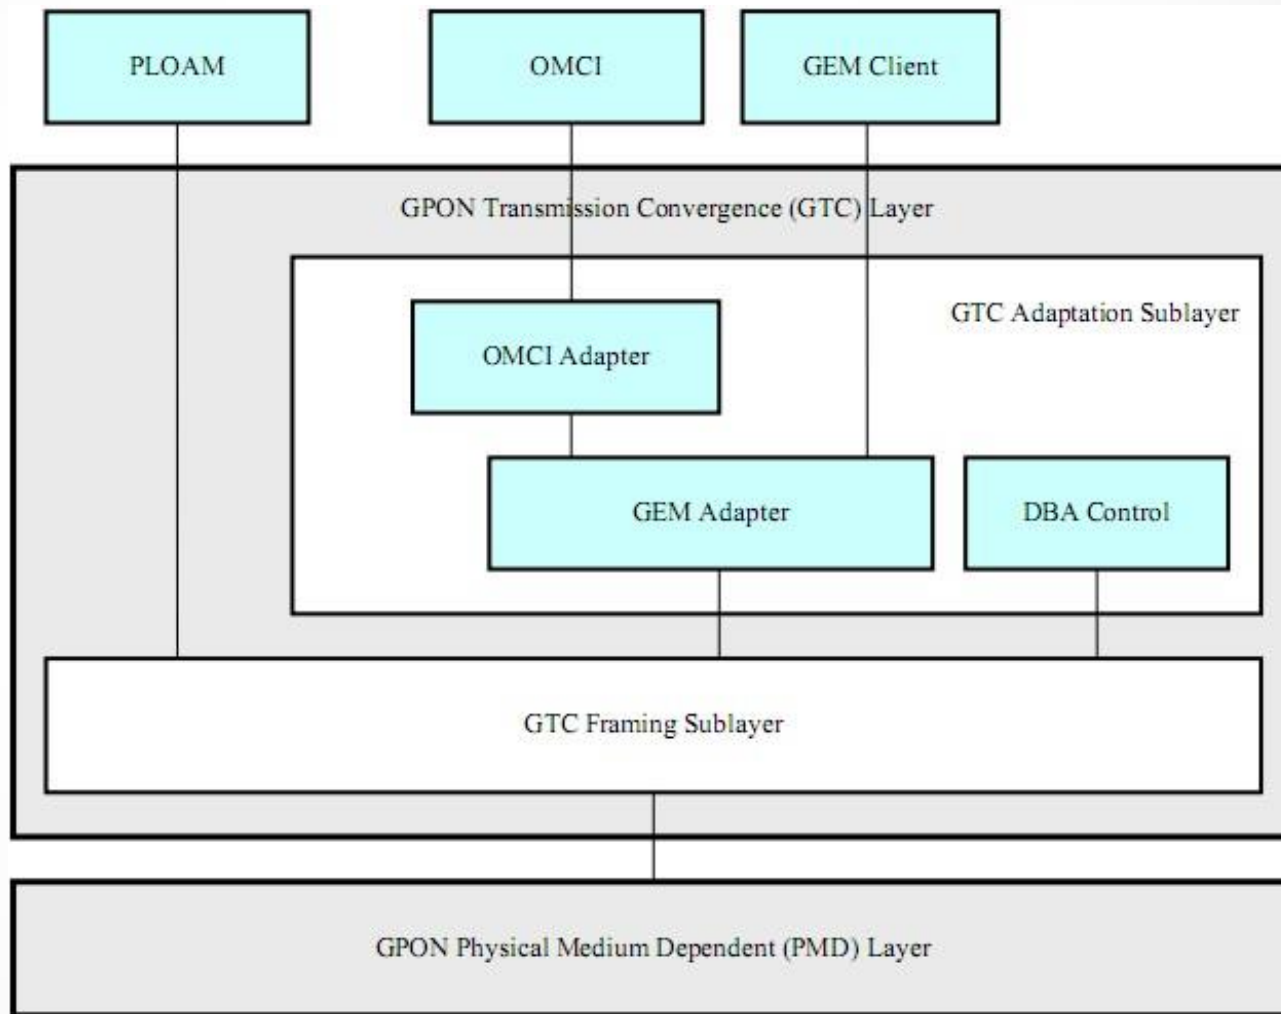 PLOAM
OMCI
GEM Client
GPON Transmission Convergence (GTC) Layer
GTC Adaptation Sublayer
OMCI Adapter
GEM Adapter
DBA Control
GTC Framing Sublayer
GPON Physical Medium Dependent (PMD) Layer